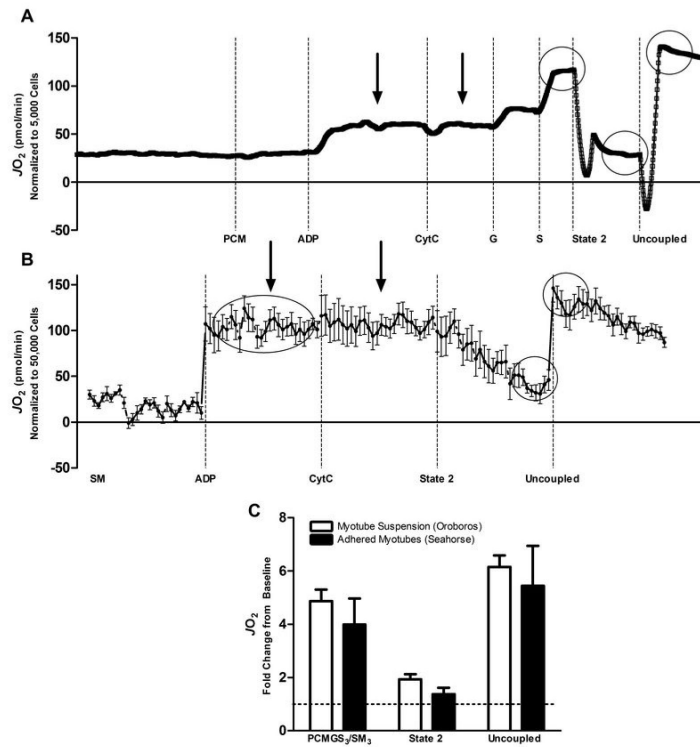 A
JO₂ (pmol/min)
Normalized to 5,000 Cells
150
100
50
0
-50
PCM ADP CytC G S State 2 Uncoupled
B
JO₂ (pmol/min)
Normalized to 50,000 Cells
150
100
50
0
-50
SM ADP CytC State 2 Uncoupled
C
JO₂
Fold Change from Baseline
8
6
4
2
0
Myotube Suspension (Oroboros)
Adhered Myotubes (Seahorse)
PCMGS₃/SM₃ State 2 Uncoupled